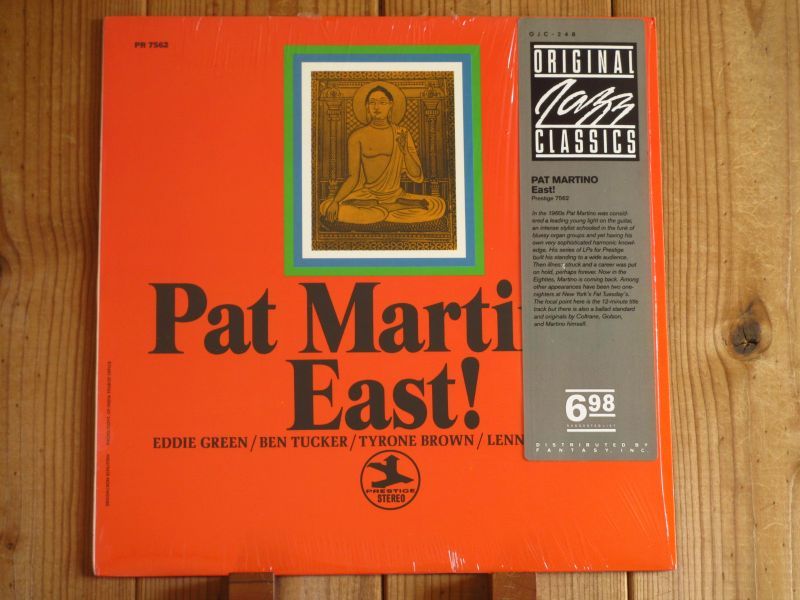 PR 7562
OJC-248
ORIGINAL
Jazz
CLASSICS
PAT MARTINO
East!
Prestige 7562
In the 1960s Pat Martino was consid-
ered a leading young light on the guitar,
an intense stylist schooled in the funk of
bluesy organ groups and yet having his
own very sophisticated harmonic knowl-
edge. His series of LPs for Prestige
built his standing to a wide audience.
Then illness struck and a career was put
on hold, perhaps forever. Now in the
Eighties, Martino is coming back. Among
other appearances have been two one-
nighters at New York's Fat Tuesday's.
The focal point here is the 12-minute title
track but there is also a ballad standard
and originals by Coltrane, Golson,
and Martino himself.
6.98
SUGGESTED LIST
DISTRIBUTED BY
FANTASY, INC.
Pat Marti
East!
EDDIE GREEN/BEN TUCKER/TYRONE BROWN/LENN
PRESTIGE
STEREO